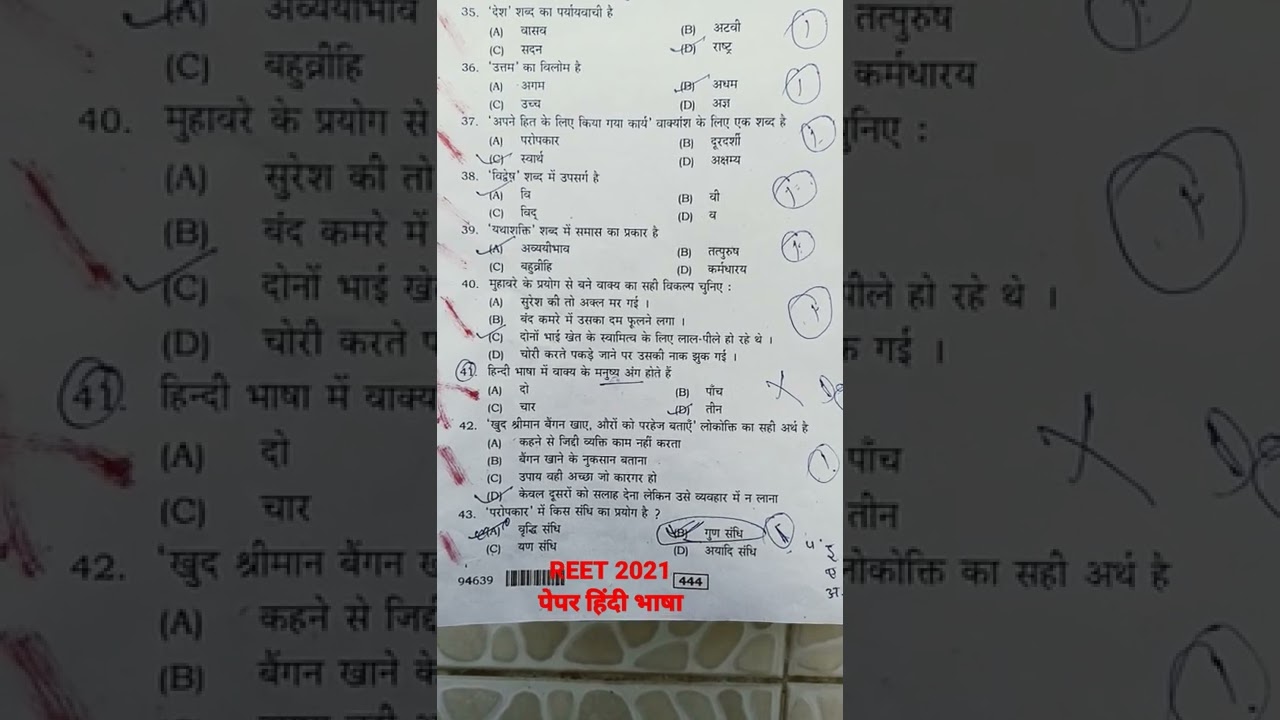 35. 'देश' शब्द का पर्यायवाची है
(A) वासव (B) अटवी
(C) सदन (D) राष्ट्र
36. 'उत्तम' का विलोम है
(A) अगम (B) अधम
(C) उच्च (D) अज्ञ
37. 'अपने हित के लिए किया गया कार्य' वाक्यांश के लिए एक शब्द है
(A) परोपकार (B) दूरदर्शी
(C) स्वार्थ (D) अक्षम्य
38. 'विद्वेष' शब्द में उपसर्ग है
(A) वि (B) वी
(C) विद् (D) व
39. 'यथाशक्ति' शब्द में समास का प्रकार है
(A) अव्ययीभाव (B) तत्पुरुष
(C) बहुव्रीहि (D) कर्मधारय
40. मुहावरे के प्रयोग से बने वाक्य का सही विकल्प चुनिए :
(A) सुरेश की तो अक्ल मर गई ।
(B) बंद कमरे में उसका दम फूलने लगा ।
(C) दोनों भाई खेत के स्वामित्व के लिए लाल-पीले हो रहे थे ।
(D) चोरी करते पकड़े जाने पर उसकी नाक झुक गई ।
41. हिन्दी भाषा में वाक्य के मनुष्य अंग होते हैं
(A) दो (B) पाँच
(C) चार (D) तीन
42. 'खुद श्रीमान बैंगन खाए, औरों को परहेज बताएँ' लोकोक्ति का सही अर्थ है
(A) कहने से जिद्दी व्यक्ति काम नहीं करता
(B) बैंगन खाने के नुकसान बताना
(C) उपाय वही अच्छा जो कारगर हो
(D) केवल दूसरों को सलाह देना लेकिन उसे व्यवहार में न लाना
43. 'परोपकार' में किस संधि का प्रयोग है ?
(A) वृद्धि संधि (B) गुण संधि
(C) यण संधि (D) अयादि संधि
94639 444
REET 2021
पेपर हिंदी भाषा